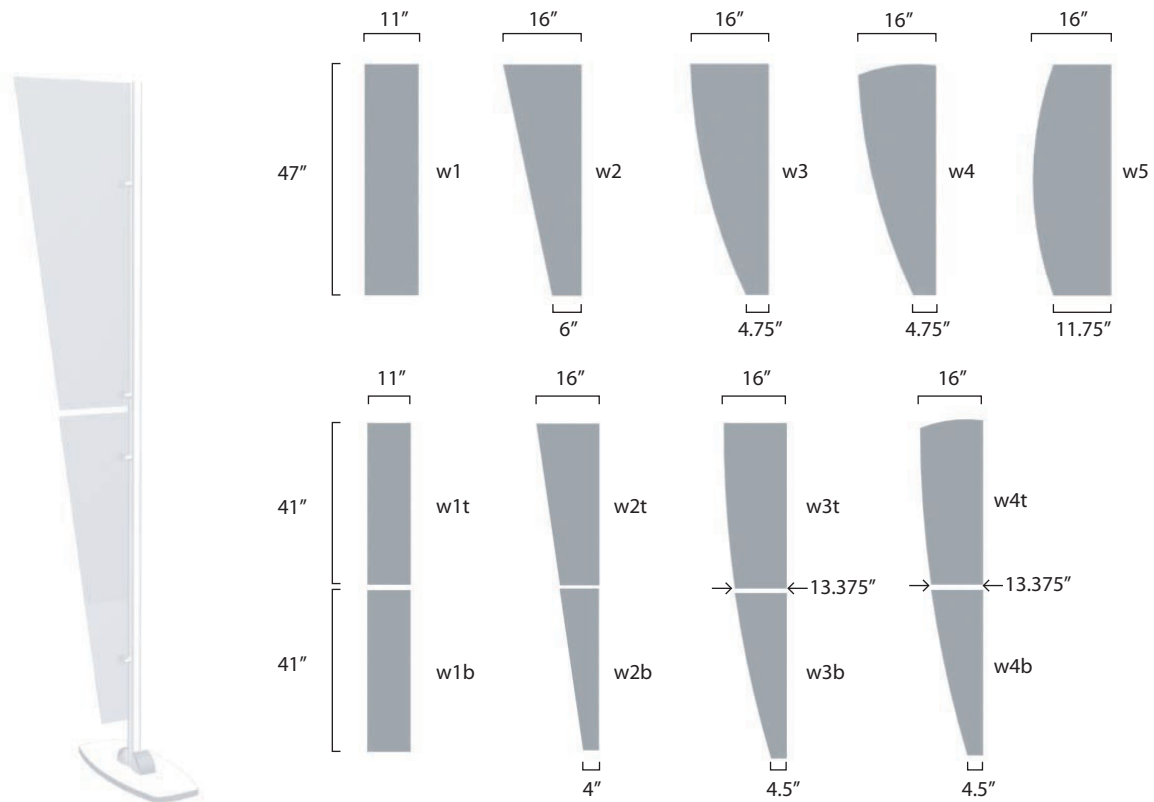 11″ 16″ 16″ 16″ 16″
47″ w1 w2 w3 w4 w5
6″ 4.75″ 4.75″ 11.75″
11″ 16″ 16″ 16″
41″ w1t w2t w3t w4t
13.375″ 13.375″
41″ w1b w2b w3b w4b
4″ 4.5″ 4.5″